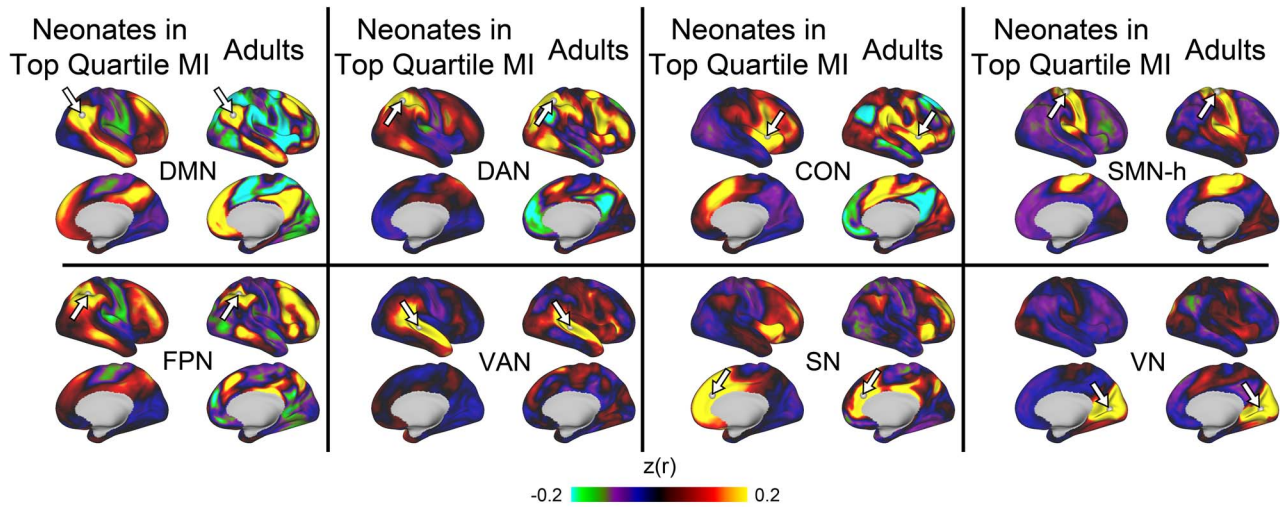 Neonates in
Top Quartile MI
Adults
Neonates in
Top Quartile MI
Adults
Neonates in
Top Quartile MI
Adults
Neonates in
Top Quartile MI
Adults
DMN
DAN
CON
SMN-h
FPN
VAN
SN
VN
z(r)
-0.2
0.2